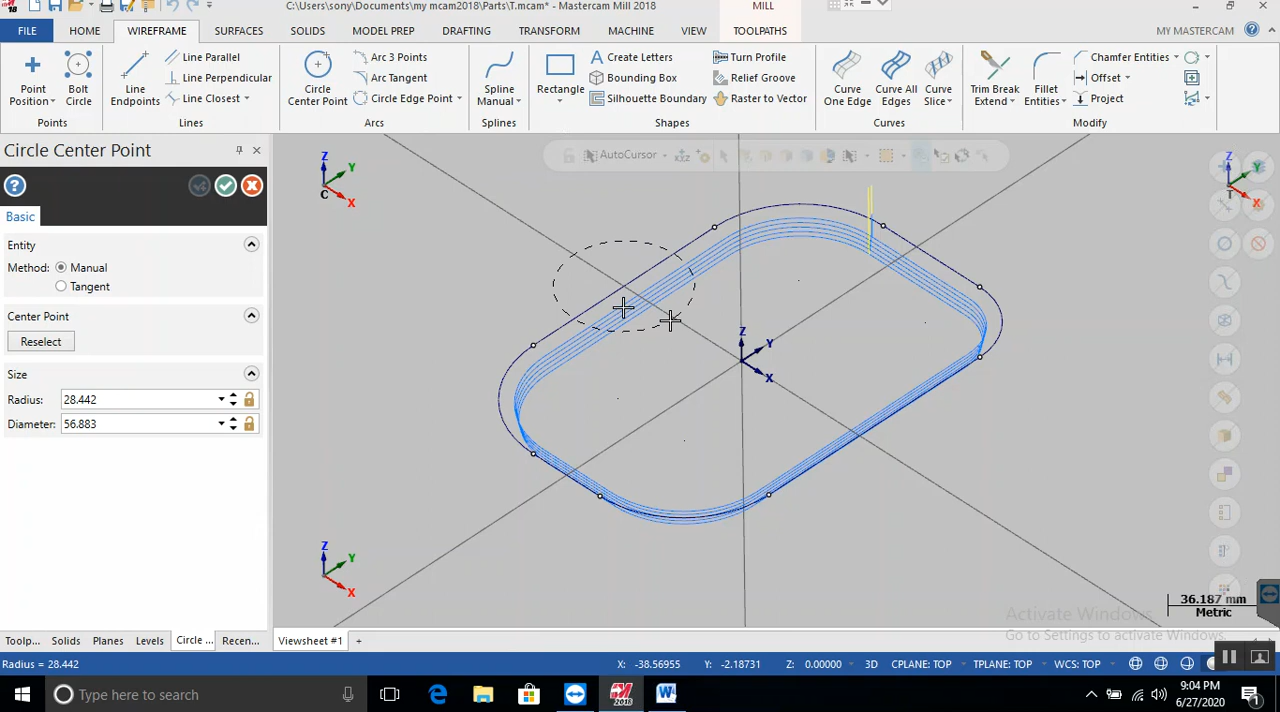 C:\Users\sony\Documents\my mcam2018\Parts\T.mcam* - Mastercam Mill 2018
MILL
FILE HOME WIREFRAME SURFACES SOLIDS MODEL PREP DRAFTING TRANSFORM MACHINE VIEW TOOLPATHS MY MASTERCAM
Point Position
Bolt Circle
Points
Line Endpoints
Line Parallel
Line Perpendicular
Line Closest
Lines
Circle Center Point
Arc 3 Points
Arc Tangent
Circle Edge Point
Arcs
Spline Manual
Splines
Rectangle
Create Letters
Bounding Box
Silhouette Boundary
Turn Profile
Relief Groove
Raster to Vector
Shapes
Curve One Edge
Curve All Edges
Curve Slice
Curves
Trim Break Extend
Fillet Entities
Chamfer Entities
Offset
Project
Modify
Circle Center Point
Basic
Entity
Method: Manual
Tangent
Center Point
Reselect
Size
Radius: 28.442
Diameter: 56.883
AutoCursor
Z
Y
X
C
Z
Y
X
T
Z
Y
X
Z
Y
X
36.187 mm
Metric
Activate Windows
Go to Settings to activate Windows.
Toolp... Solids Planes Levels Circle ... Recen...
Viewsheet #1 +
Radius = 28.442
X: -38.56955 Y: -2.18731 Z: 0.00000 3D CPLANE: TOP TPLANE: TOP WCS: TOP
Type here to search
2018
9:04 PM
6/27/2020
1